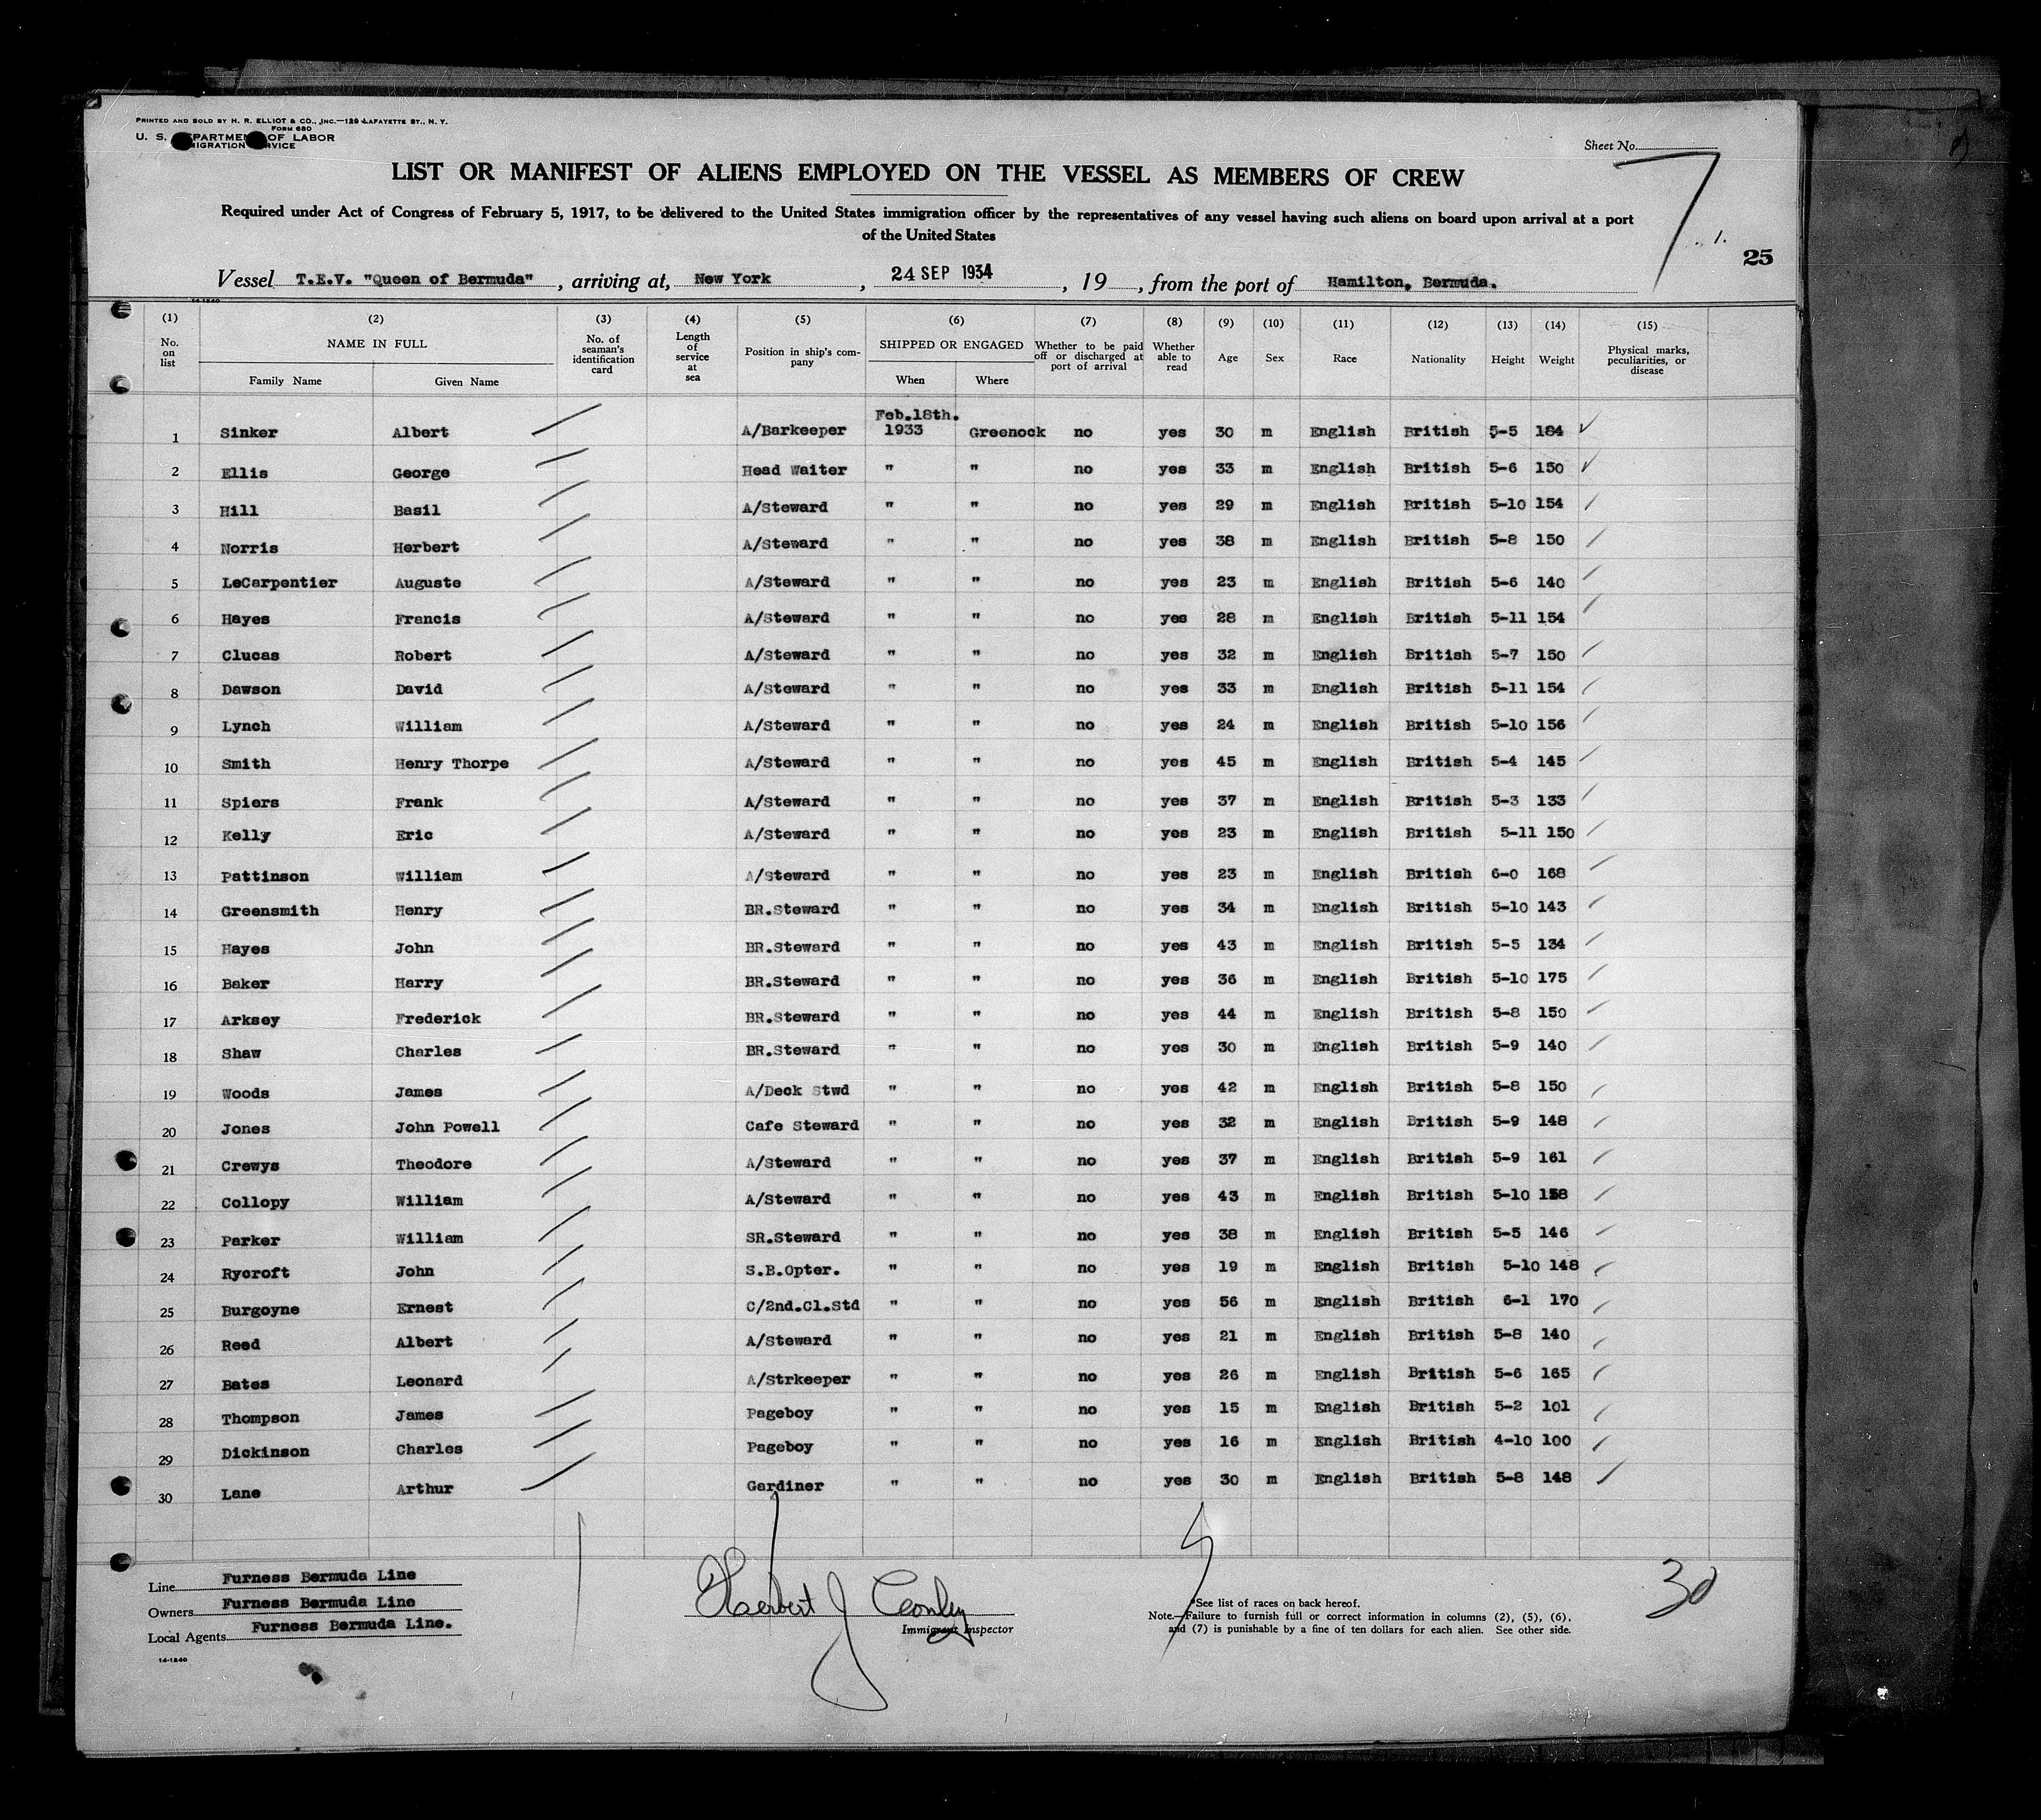 PRINTED AND SOLD BY H. R. ELLIOT & CO., INC.—129 LAFAYETTE ST., N. Y.
FORM 680
U. S. DEPARTMENT OF LABOR
IMMIGRATION SERVICE
Sheet No.
7
LIST OR MANIFEST OF ALIENS EMPLOYED ON THE VESSEL AS MEMBERS OF CREW
Required under Act of Congress of February 5, 1917, to be delivered to the United States immigration officer by the representatives of any vessel having such aliens on board upon arrival at a port
of the United States
25
Vessel T.E.V. "Queen of Bermuda" , arriving at, New York , 24 SEP 1934 , 19 , from the port of Hamilton, Bermuda.
14-1240
(1) (2) (3) (4) (5) (6) (7) (8) (9) (10) (11) (12) (13) (14) (15)
No. on list NAME IN FULL Family Name Given Name No. of seaman's identification card Length of service at sea Position in ship's company SHIPPED OR ENGAGED When Where Whether to be paid off or discharged at port of arrival Whether able to read Age Sex Race Nationality Height Weight Physical marks, peculiarities, or disease
1 Sinker Albert A/Barkeeper Feb.18th. 1933 Greenock no yes 30 m English British 5-5 184
2 Ellis George Head Waiter " " no yes 33 m English British 5-6 150
3 Hill Basil A/Steward " " no yes 29 m English British 5-10 154
4 Norris Herbert A/Steward " " no yes 38 m English British 5-8 150
5 LeCarpentier Auguste A/Steward " " no yes 23 m English British 5-6 140
6 Hayes Francis A/Steward " " no yes 28 m English British 5-11 154
7 Clucas Robert A/Steward " " no yes 32 m English British 5-7 150
8 Dawson David A/Steward " " no yes 33 m English British 5-11 154
9 Lynch William A/Steward " " no yes 24 m English British 5-10 156
10 Smith Henry Thorpe A/Steward " " no yes 45 m English British 5-4 145
11 Spiers Frank A/Steward " " no yes 37 m English British 5-3 133
12 Kelly Eric A/Steward " " no yes 23 m English British 5-11 150
13 Pattinson William A/Steward " " no yes 23 m English British 6-0 168
14 Greensmith Henry BR.Steward " " no yes 34 m English British 5-10 143
15 Hayes John BR.Steward " " no yes 43 m English British 5-5 134
16 Baker Harry BR.Steward " " no yes 36 m English British 5-10 175
17 Arksey Frederick BR.Steward " " no yes 44 m English British 5-8 150
18 Shaw Charles BR.Steward " " no yes 30 m English British 5-9 140
19 Woods James A/Deck Stwd " " no yes 42 m English British 5-8 150
20 Jones John Powell Cafe Steward " " no yes 32 m English British 5-9 148
21 Crewys Theodore A/Steward " " no yes 37 m English British 5-9 161
22 Collopy William A/Steward " " no yes 43 m English British 5-10
23 Parker William SR.Steward " " no yes 38 m English British 5-5 146
24 Rycroft John S.B.Opter. " " no yes 19 m English British 5-10 148
25 Burgoyne Ernest C/2nd.Cl.Std " " no yes 56 m English British 6-1 170
26 Reed Albert A/Steward " " no yes 21 m English British 5-8 140
27 Bates Leonard A/Strkeeper " " no yes 26 m English British 5-6 165
28 Thompson James Pageboy " " no yes 15 m English British 5-2 101
29 Dickinson Charles Pageboy " " no yes 16 m English British 4-10 100
30 Lane Arthur Gardiner " " no yes 30 m English British 5-8 148
Line Furness Bermuda Line
Owners Furness Bermuda Line
Local Agents Furness Bermuda Line.
14-1240
Herbert J Conley
Immigrant Inspector
*See list of races on back hereof.
Note.—Failure to furnish full or correct information in columns (2), (5), (6),
and (7) is punishable by a fine of ten dollars for each alien. See other side.
30